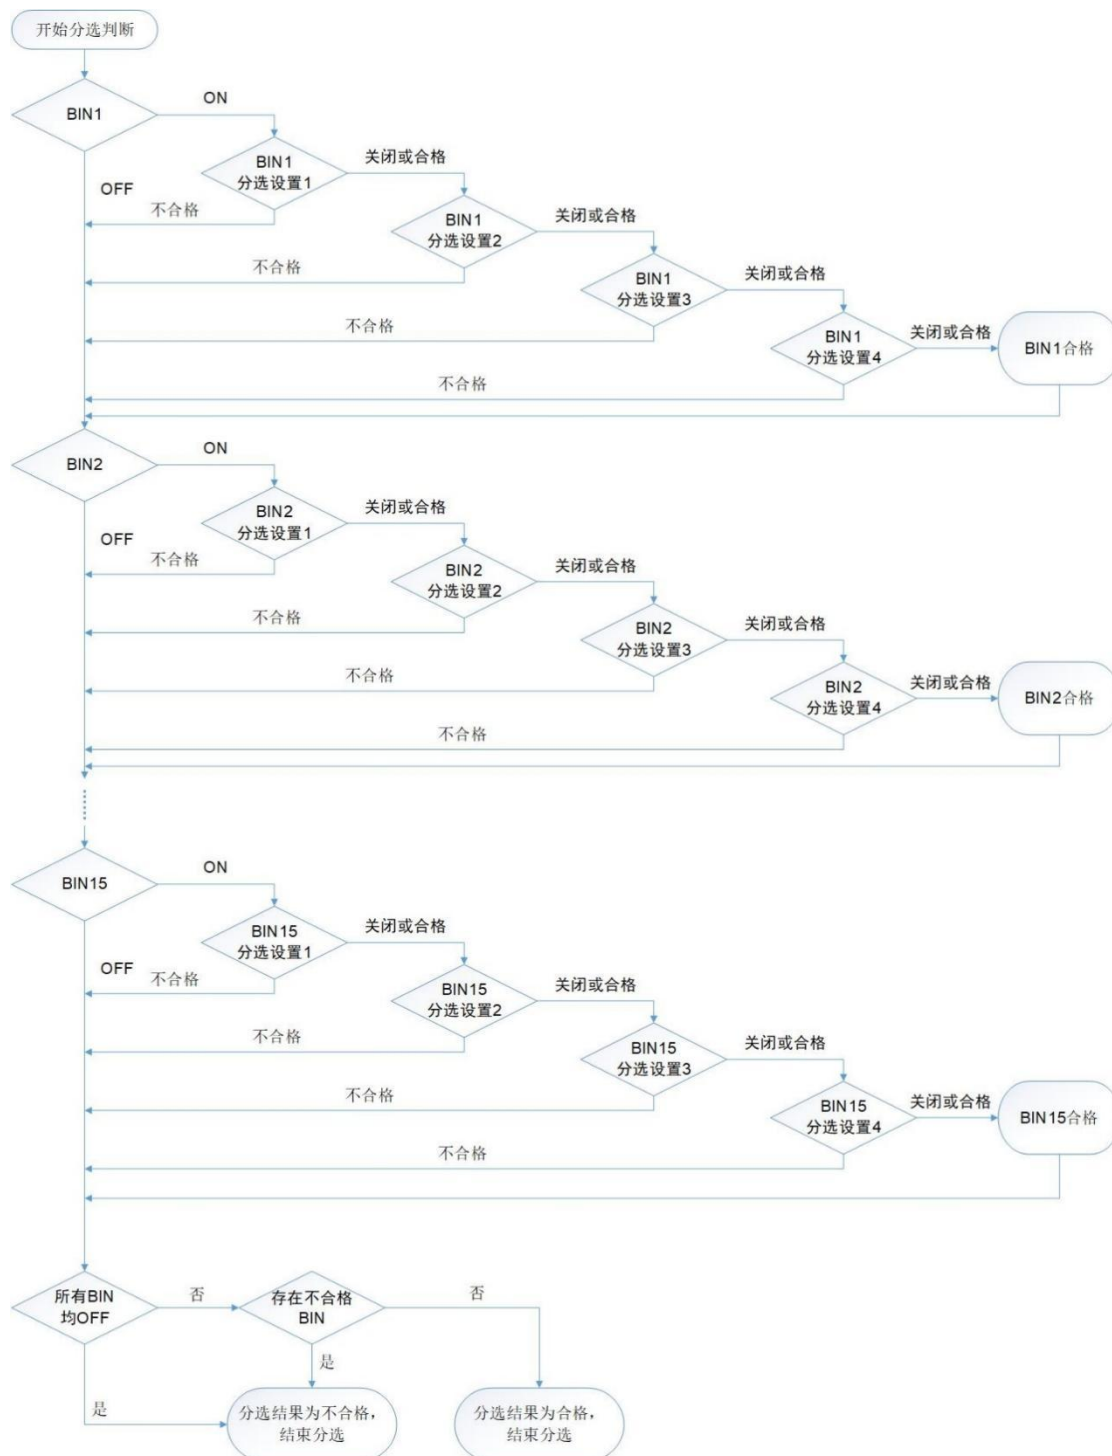 开始分选判断
BIN1
ON
BIN1
分选设置1
关闭或合格
OFF
不合格
BIN1
分选设置2
关闭或合格
不合格
BIN1
分选设置3
关闭或合格
不合格
BIN1
分选设置4
关闭或合格
BIN1合格
不合格
BIN2
ON
BIN2
分选设置1
关闭或合格
OFF
不合格
BIN2
分选设置2
关闭或合格
不合格
BIN2
分选设置3
关闭或合格
不合格
BIN2
分选设置4
关闭或合格
BIN2合格
不合格
BIN15
ON
BIN15
分选设置1
关闭或合格
OFF
不合格
BIN15
分选设置2
关闭或合格
不合格
BIN15
分选设置3
关闭或合格
不合格
BIN15
分选设置4
关闭或合格
BIN15合格
不合格
所有BIN
均OFF
否
存在不合格
BIN
否
是
是
分选结果为不合格，
结束分选
分选结果为合格，
结束分选